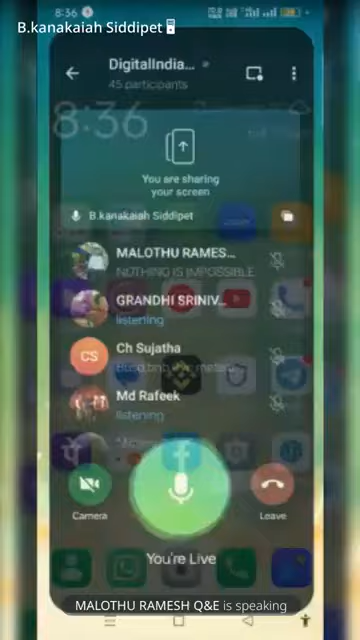 8:36
B.kanakaiah Siddipet
DigitalIndia...
45 participants
8:36
You are sharing
your screen
B.kanakaiah Siddipet
MALOTHU RAMES...
NOTHING IS IMPOSSIBLE
GRANDHI SRINIV...
listening
CS
Ch Sujatha
Md Rafeek
listening
Camera
Leave
You're Live
MALOTHU RAMESH Q&E is speaking